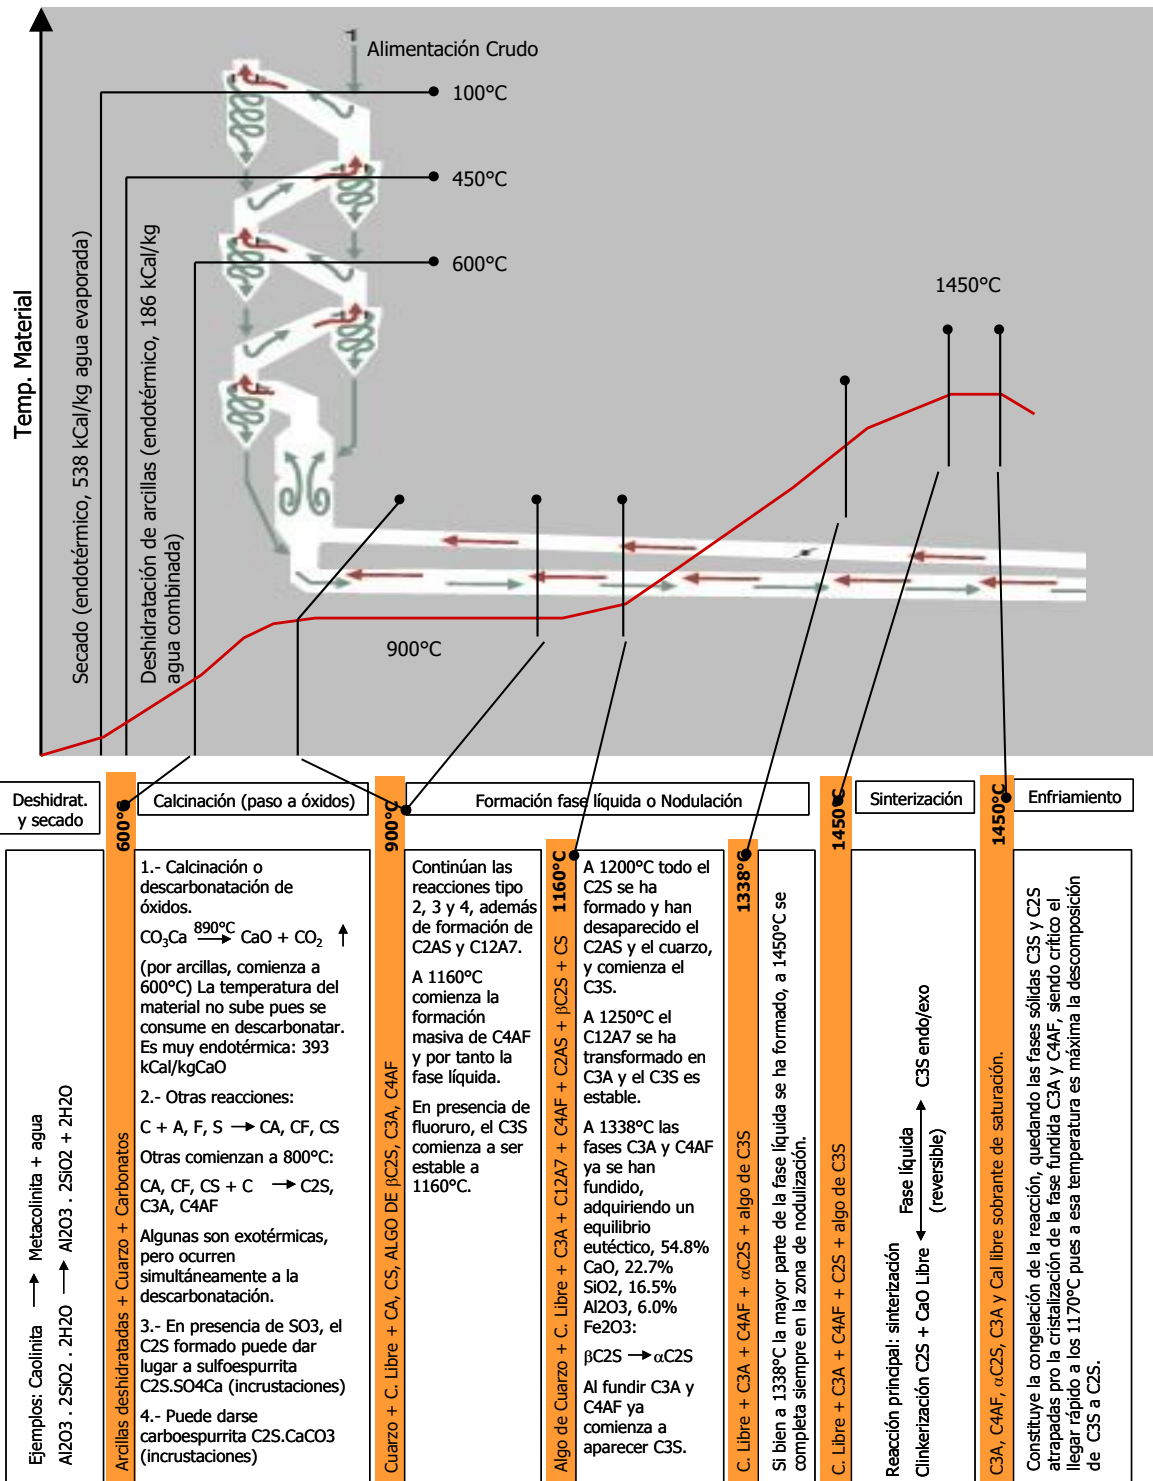 Alimentación Crudo
100°C
450°C
600°C
1450°C
900°C
Temp. Material
Secado (endotérmico, 538 kCal/kg agua evaporada)
Deshidratación de arcillas (endotérmico, 186 kCal/kg
agua combinada)
Deshidrat.
y secado
600°C
Calcinación (paso a óxidos)
900°C
Formación fase líquida o Nodulación
1450°C
Sinterización
1450°C
Enfriamiento
Ejemplos: Caolinita → Metacolinita + agua
Al2O3 . 2SiO2 . 2H2O → Al2O3 . 2SiO2 + 2H2O
Arcillas deshidratadas + Cuarzo + Carbonatos
1.- Calcinación o
descarbonatación de
óxidos.
CO₃Ca 890°C → CaO + CO₂ ↑
(por arcillas, comienza a
600°C) La temperatura del
material no sube pues se
consume en descarbonatar.
Es muy endotérmica: 393
kCal/kgCaO
2.- Otras reacciones:
C + A, F, S → CA, CF, CS
Otras comienzan a 800°C:
CA, CF, CS + C → C2S,
C3A, C4AF
Algunas son exotérmicas,
pero ocurren
simultáneamente a la
descarbonatación.
3.- En presencia de SO3, el
C2S formado puede dar
lugar a sulfoespurrita
C2S.SO4Ca (incrustaciones)
4.- Puede darse
carboespurrita C2S.CaCO3
(incrustaciones)
Cuarzo + C. Libre + CA, CS, ALGO DE βC2S, C3A, C4AF
Continúan las
reacciones tipo
2, 3 y 4, además
de formación de
C2AS y C12A7.
A 1160°C
comienza la
formación
masiva de C4AF
y por tanto la
fase líquida.
En presencia de
fluoruro, el C3S
comienza a ser
estable a
1160°C.
1160°C
Algo de Cuarzo + C. Libre + C3A + C12A7 + C4AF + C2AS + βC2S + CS
A 1200°C todo el
C2S se ha
formado y han
desaparecido el
C2AS y el cuarzo,
y comienza el
C3S.
A 1250°C el
C12A7 se ha
transformado en
C3A y el C3S es
estable.
A 1338°C las
fases C3A y C4AF
ya se han
fundido,
adquiriendo un
equilibrio
eutéctico, 54.8%
CaO, 22.7%
SiO2, 16.5%
Al2O3, 6.0%
Fe2O3:
βC2S → αC2S
Al fundir C3A y
C4AF ya
comienza a
aparecer C3S.
1338°C
C. Libre + C3A + C4AF + αC2S + algo de C3S
Si bien a 1338°C la mayor parte de la fase líquida se ha formado, a 1450°C se
completa siempre en la zona de nodulización.
C. Libre + C3A + C4AF + C2S + algo de C3S
Reacción principal: sinterización
Clinkerización C2S + CaO Libre ↔ C3S endo/exo
Fase líquida
(reversible)
C3A, C4AF, αC2S, C3A y Cal libre sobrante de saturación.
Constituye la congelación de la reacción, quedando las fases sólidas C3S y C2S
atrapadas pro la cristalización de la fase fundida C3A y C4AF, siendo crítico el
llegar rápido a los 1170°C pues a esa temperatura es máxima la descomposición
de C3S a C2S.